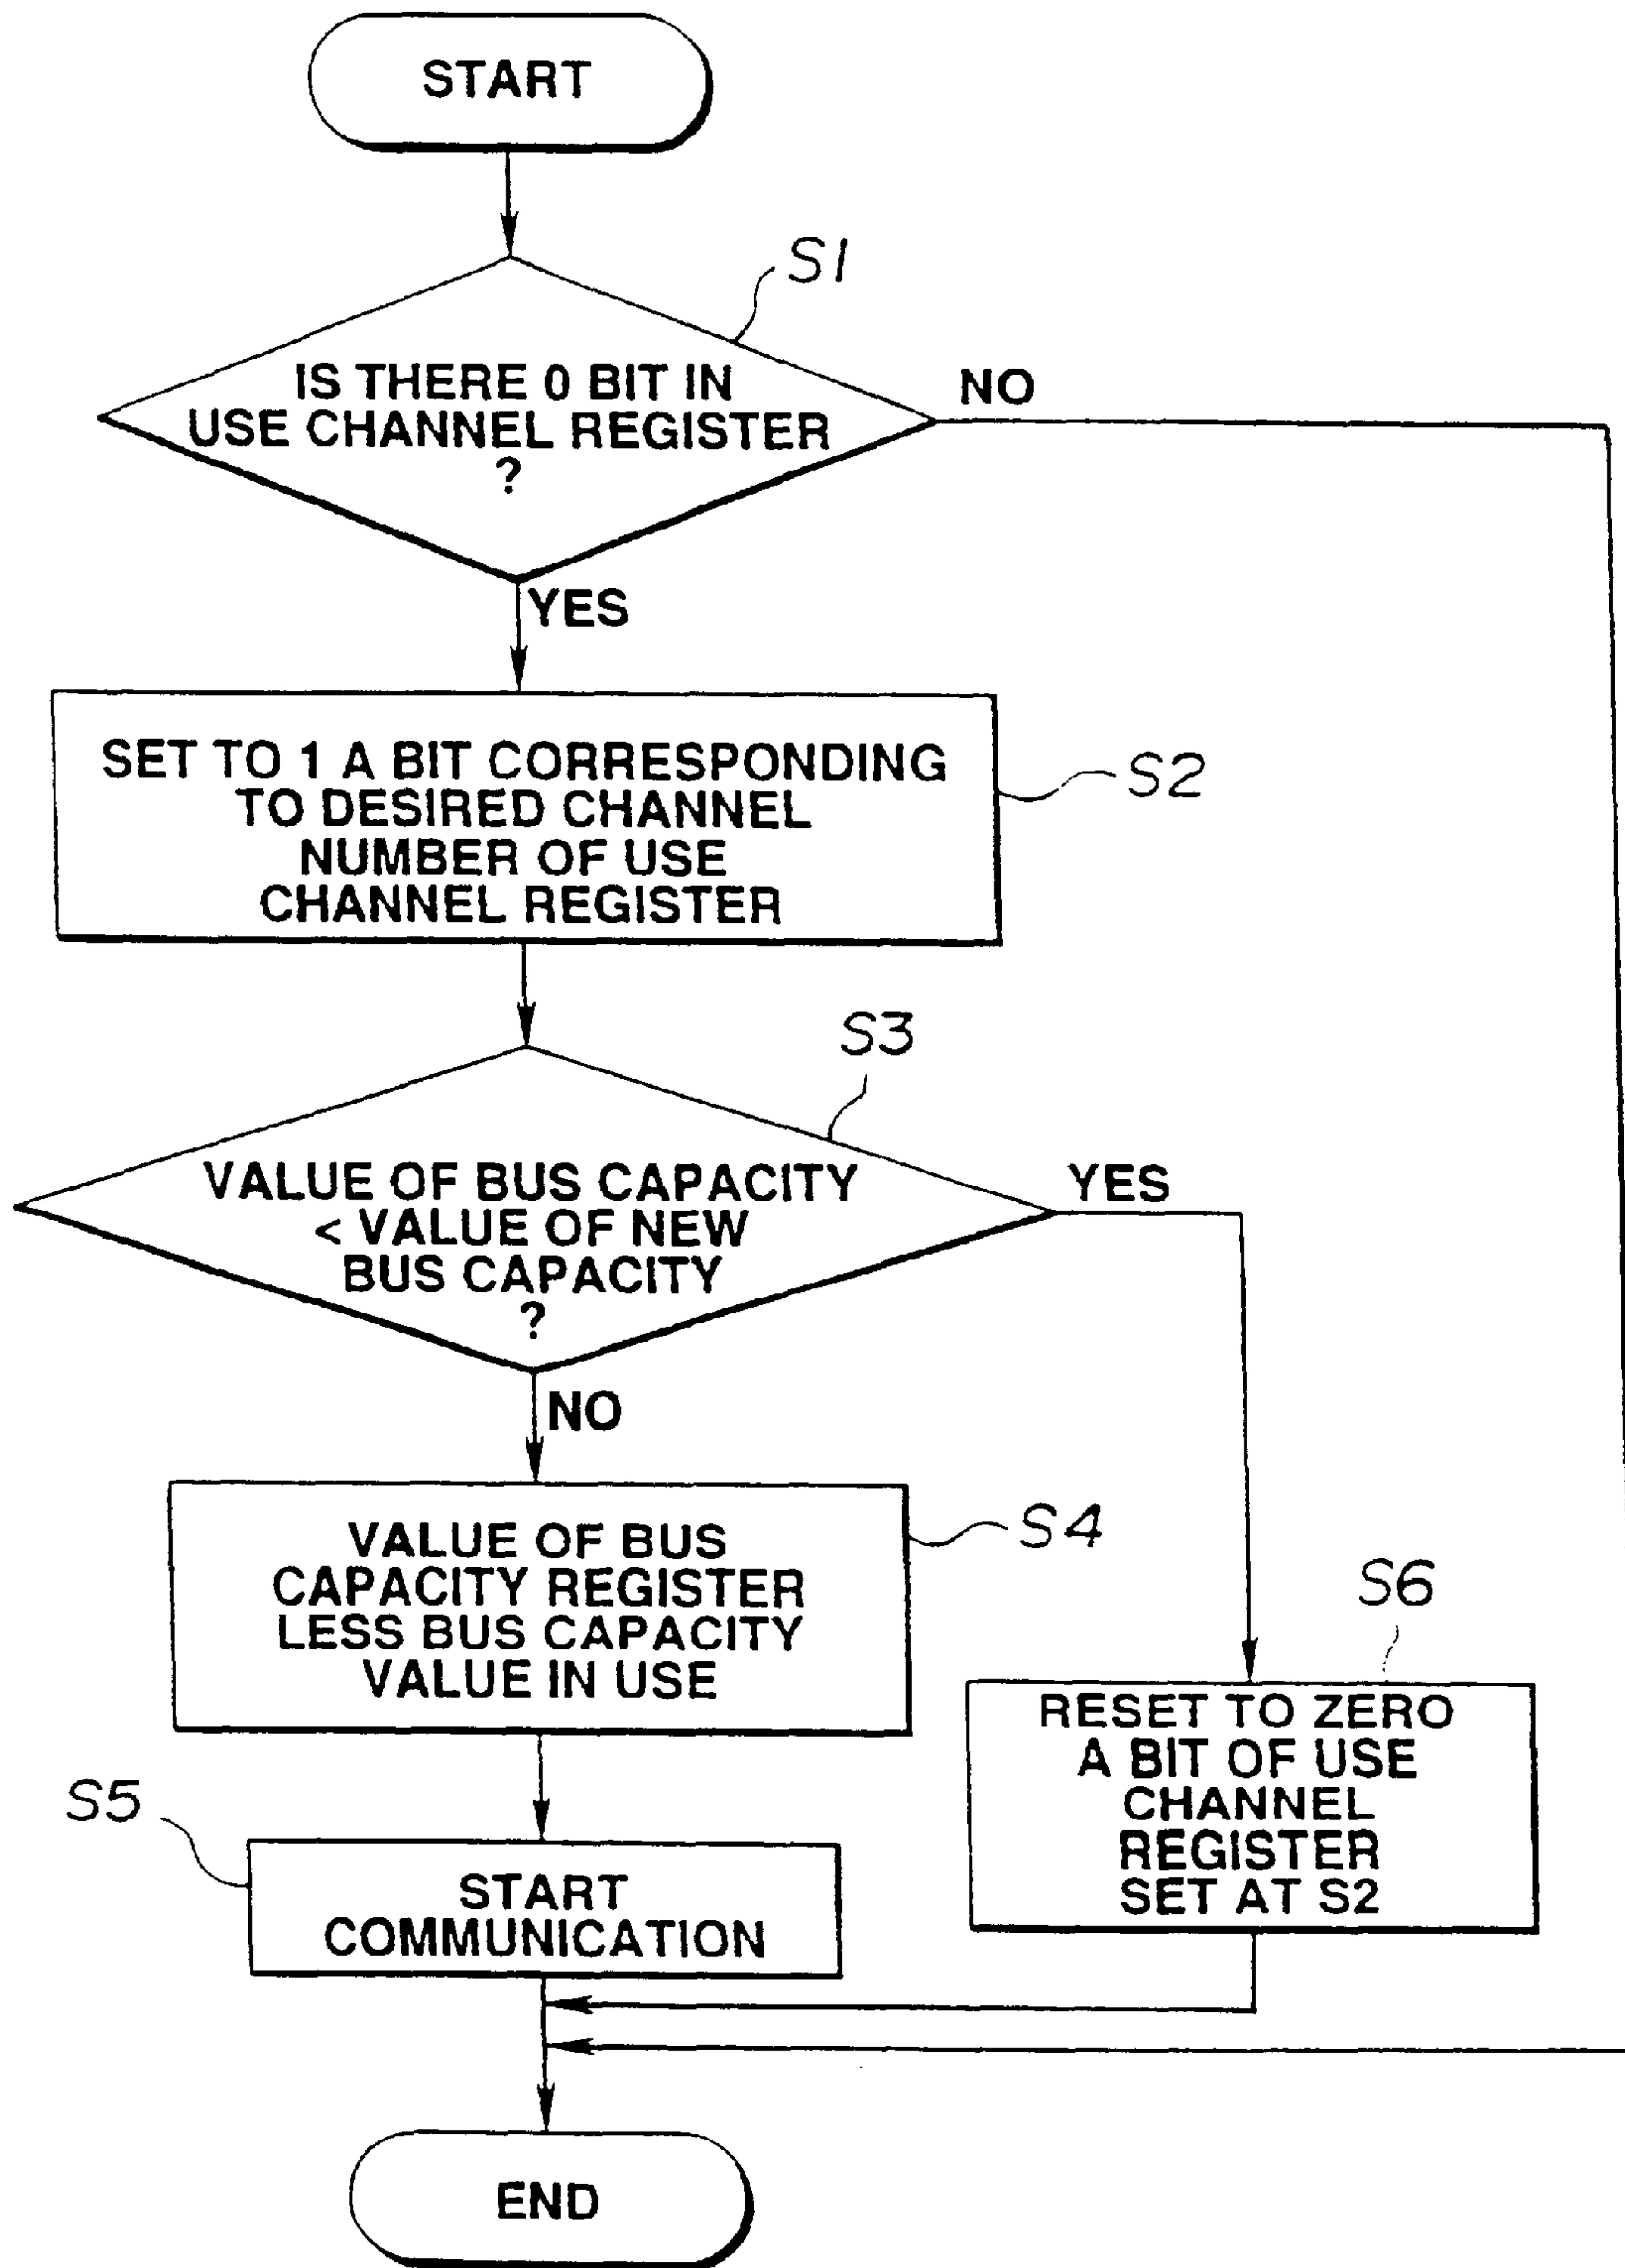 START
S1
IS THERE 0 BIT IN
USE CHANNEL REGISTER
?
NO
YES
SET TO 1 A BIT CORRESPONDING
TO DESIRED CHANNEL
NUMBER OF USE
CHANNEL REGISTER
S2
S3
VALUE OF BUS CAPACITY
< VALUE OF NEW
BUS CAPACITY
?
YES
NO
VALUE OF BUS
CAPACITY REGISTER
LESS BUS CAPACITY
VALUE IN USE
S4
S6
RESET TO ZERO
A BIT OF USE
CHANNEL
REGISTER
SET AT S2
S5
START
COMMUNICATION
END